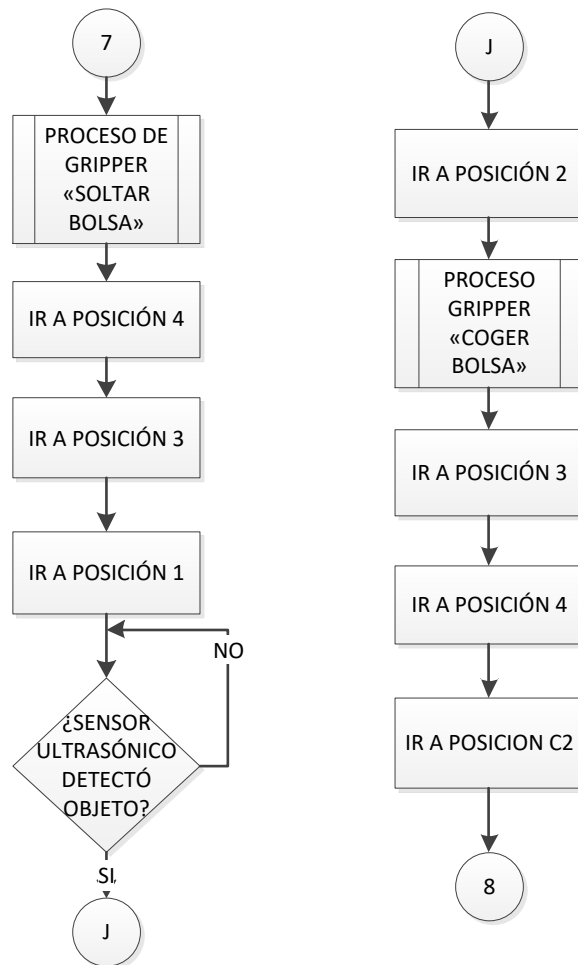 7
PROCESO DE
GRIPPER
«SOLTAR
BOLSA»
IR A POSICIÓN 4
IR A POSICIÓN 3
IR A POSICIÓN 1
NO
¿SENSOR
ULTRASÓNICO
DETECTÓ
OBJETO?
SI
J
J
IR A POSICIÓN 2
PROCESO
GRIPPER
«COGER
BOLSA»
IR A POSICIÓN 3
IR A POSICIÓN 4
IR A POSICION C2
8